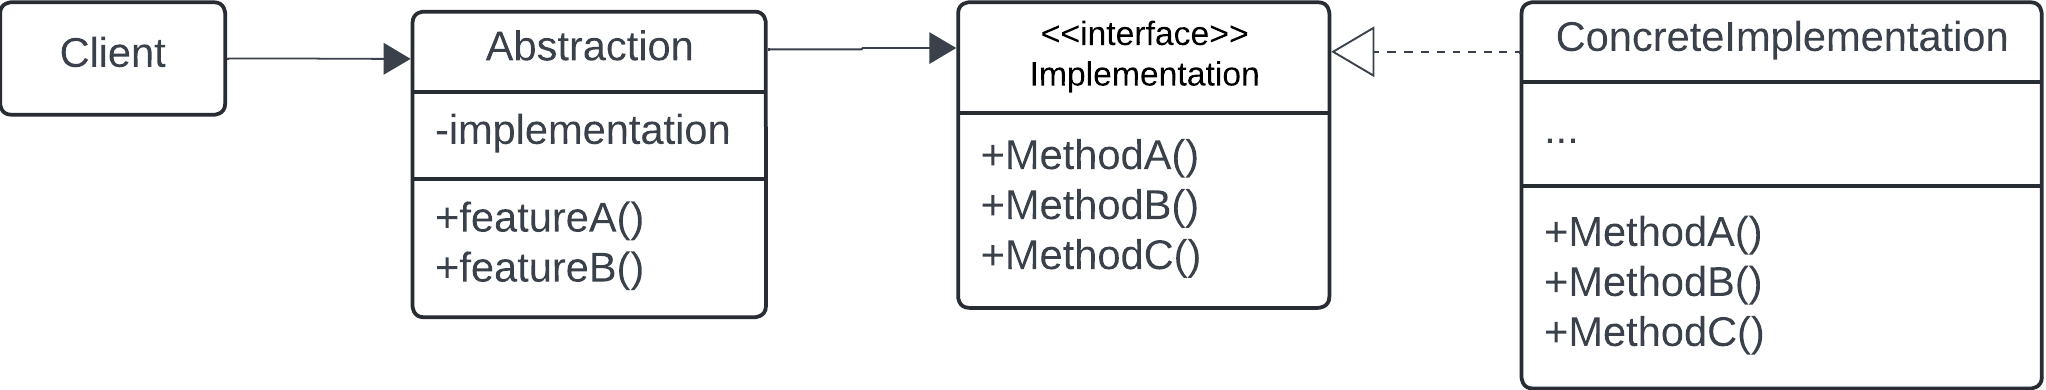 Client
Abstraction
-implementation
+featureA()
+featureB()
<<interface>>
Implementation
+MethodA()
+MethodB()
+MethodC()
ConcreteImplementation
...
+MethodA()
+MethodB()
+MethodC()